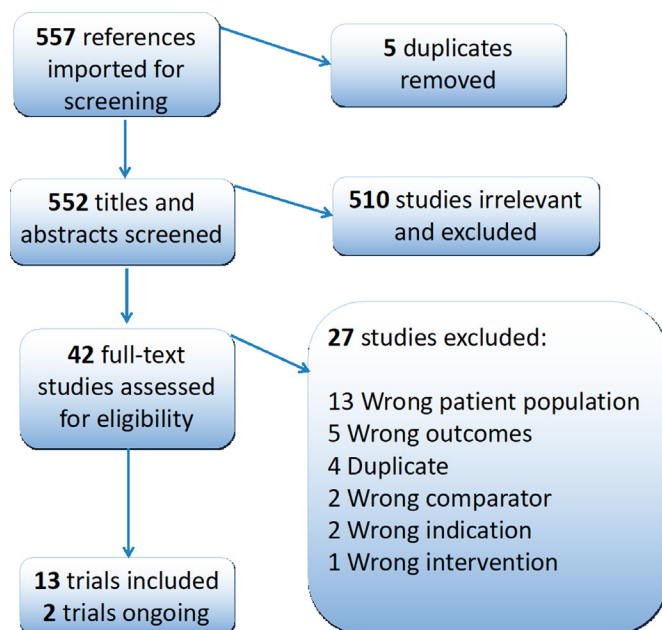 557 references
imported for
screening
5 duplicates
removed
552 titles and
abstracts screened
510 studies irrelevant
and excluded
42 full-text
studies assessed
for eligibility
27 studies excluded:
13 Wrong patient population
5 Wrong outcomes
4 Duplicate
2 Wrong comparator
2 Wrong indication
1 Wrong intervention
13 trials included
2 trials ongoing